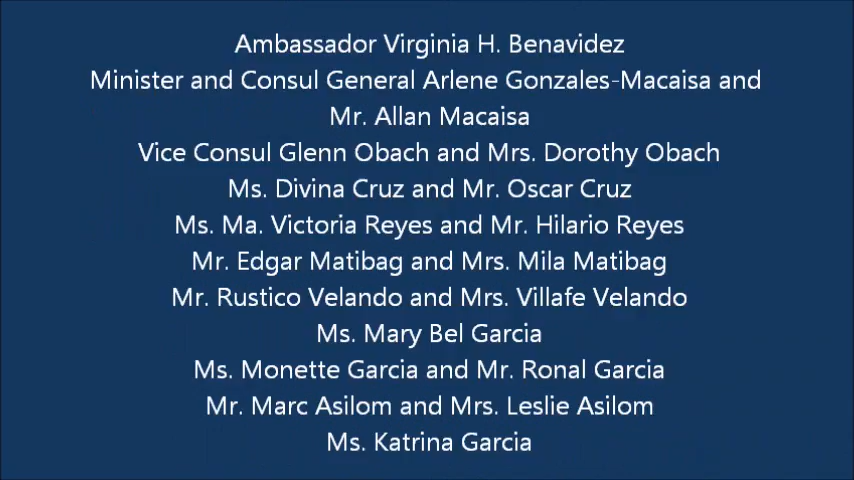 Ambassador Virginia H. Benavidez
Minister and Consul General Arlene Gonzales-Macaisa and
Mr. Allan Macaisa
Vice Consul Glenn Obach and Mrs. Dorothy Obach
Ms. Divina Cruz and Mr. Oscar Cruz
Ms. Ma. Victoria Reyes and Mr. Hilario Reyes
Mr. Edgar Matibag and Mrs. Mila Matibag
Mr. Rustico Velando and Mrs. Villafe Velando
Ms. Mary Bel Garcia
Ms. Monette Garcia and Mr. Ronal Garcia
Mr. Marc Asilom and Mrs. Leslie Asilom
Ms. Katrina Garcia